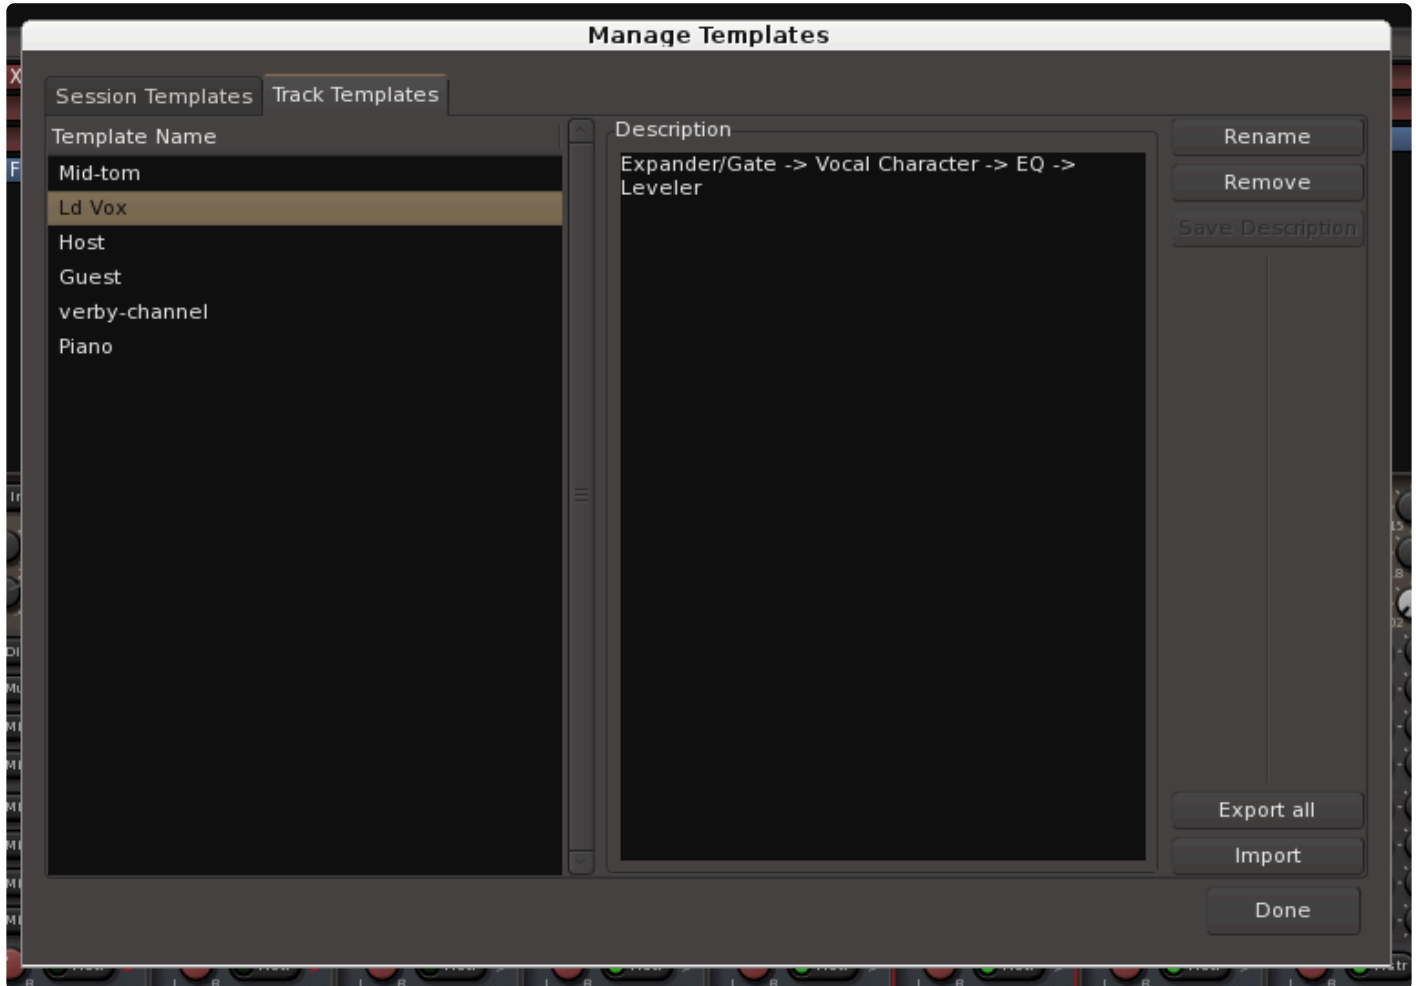 Manage Templates
Session Templates
Track Templates
Template Name
Mid-tom
Ld Vox
Host
Guest
verby-channel
Piano
Description
Expander/Gate -> Vocal Character -> EQ ->
Leveler
Rename
Remove
Save Description
Export all
Import
Done